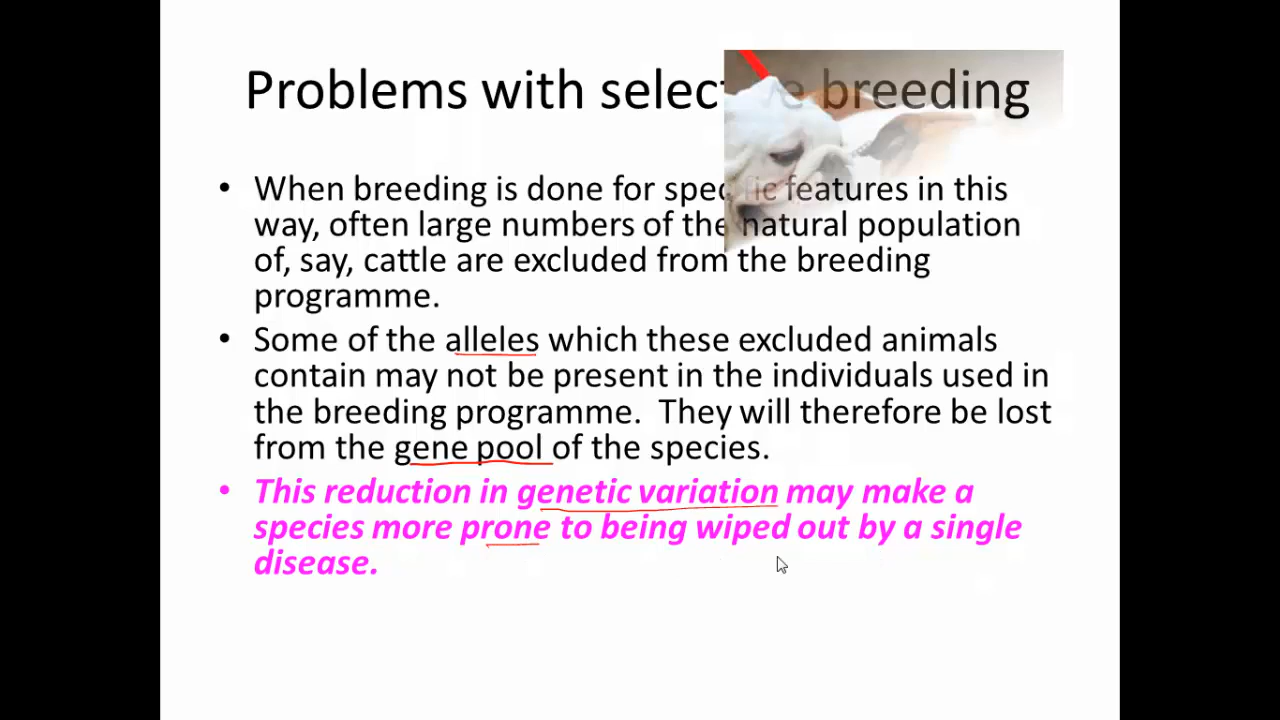 Problems with selective breeding
• When breeding is done for specific features in this
way, often large numbers of the natural population
of, say, cattle are excluded from the breeding
programme.
• Some of the alleles which these excluded animals
contain may not be present in the individuals used in
the breeding programme.  They will therefore be lost
from the gene pool of the species.
• This reduction in genetic variation may make a
species more prone to being wiped out by a single
disease.